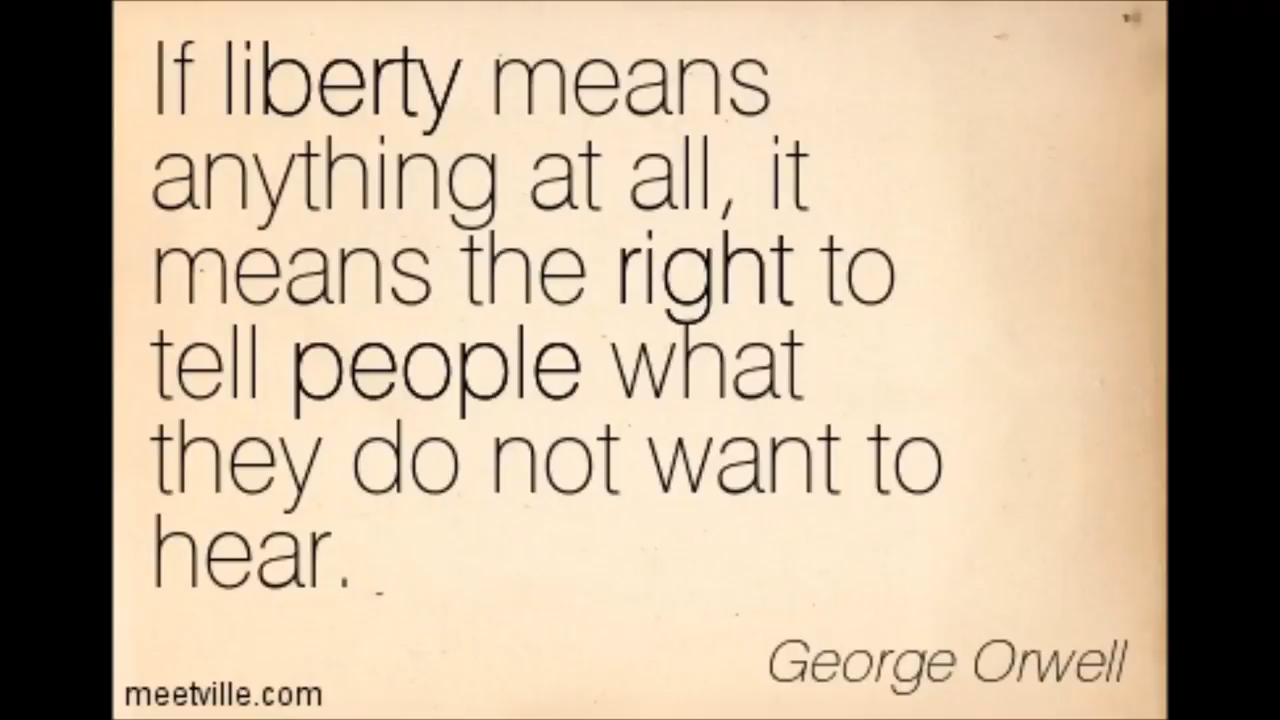 If liberty means
anything at all, it
means the right to
tell people what
they do not want to
hear.
George Orwell
meetville.com